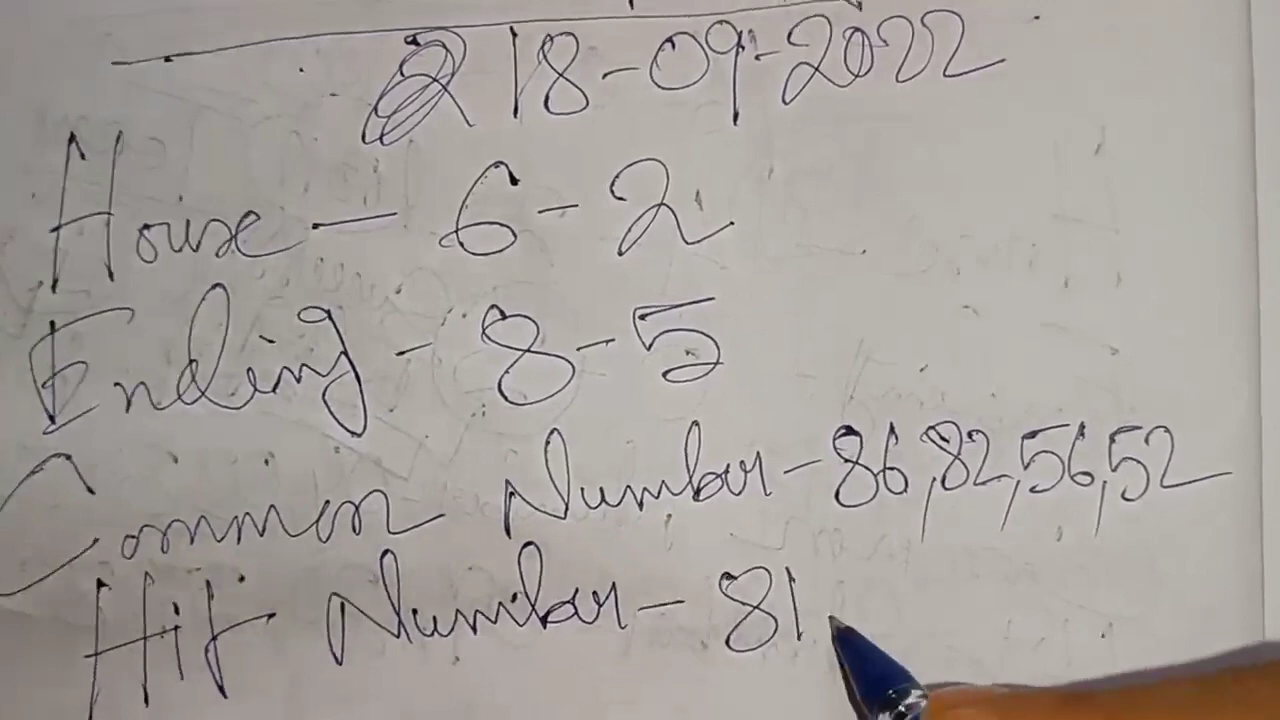 18-09-2022
House - 6-2
Ending - 8-5
Common Number - 86,82,56,52
Hit Number - 81